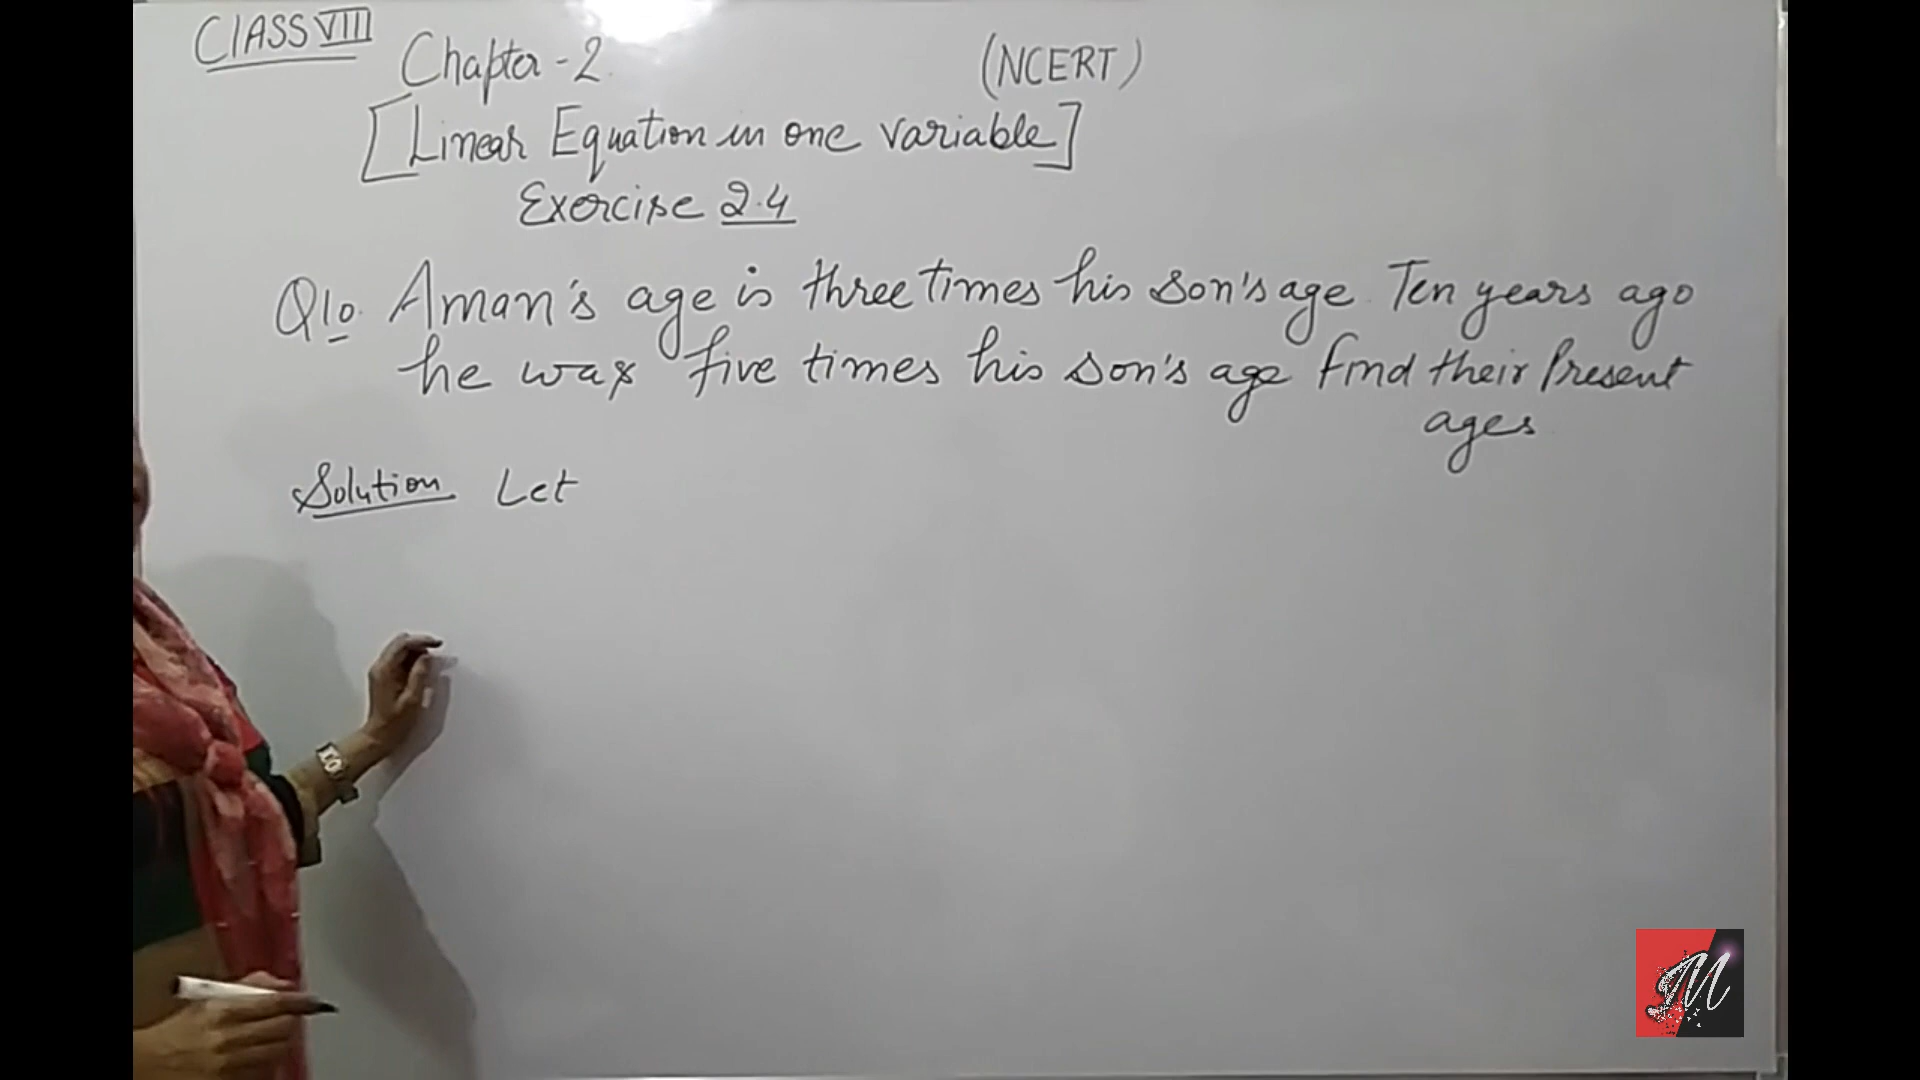 CLASS VIII
Chapter - 2. (NCERT)
[Linear Equation in one variable]
Exercise 2.4
Q10. Aman's age is three times his son's age. Ten years ago
he was five times his son's age find their Present
ages
Solution Let
M